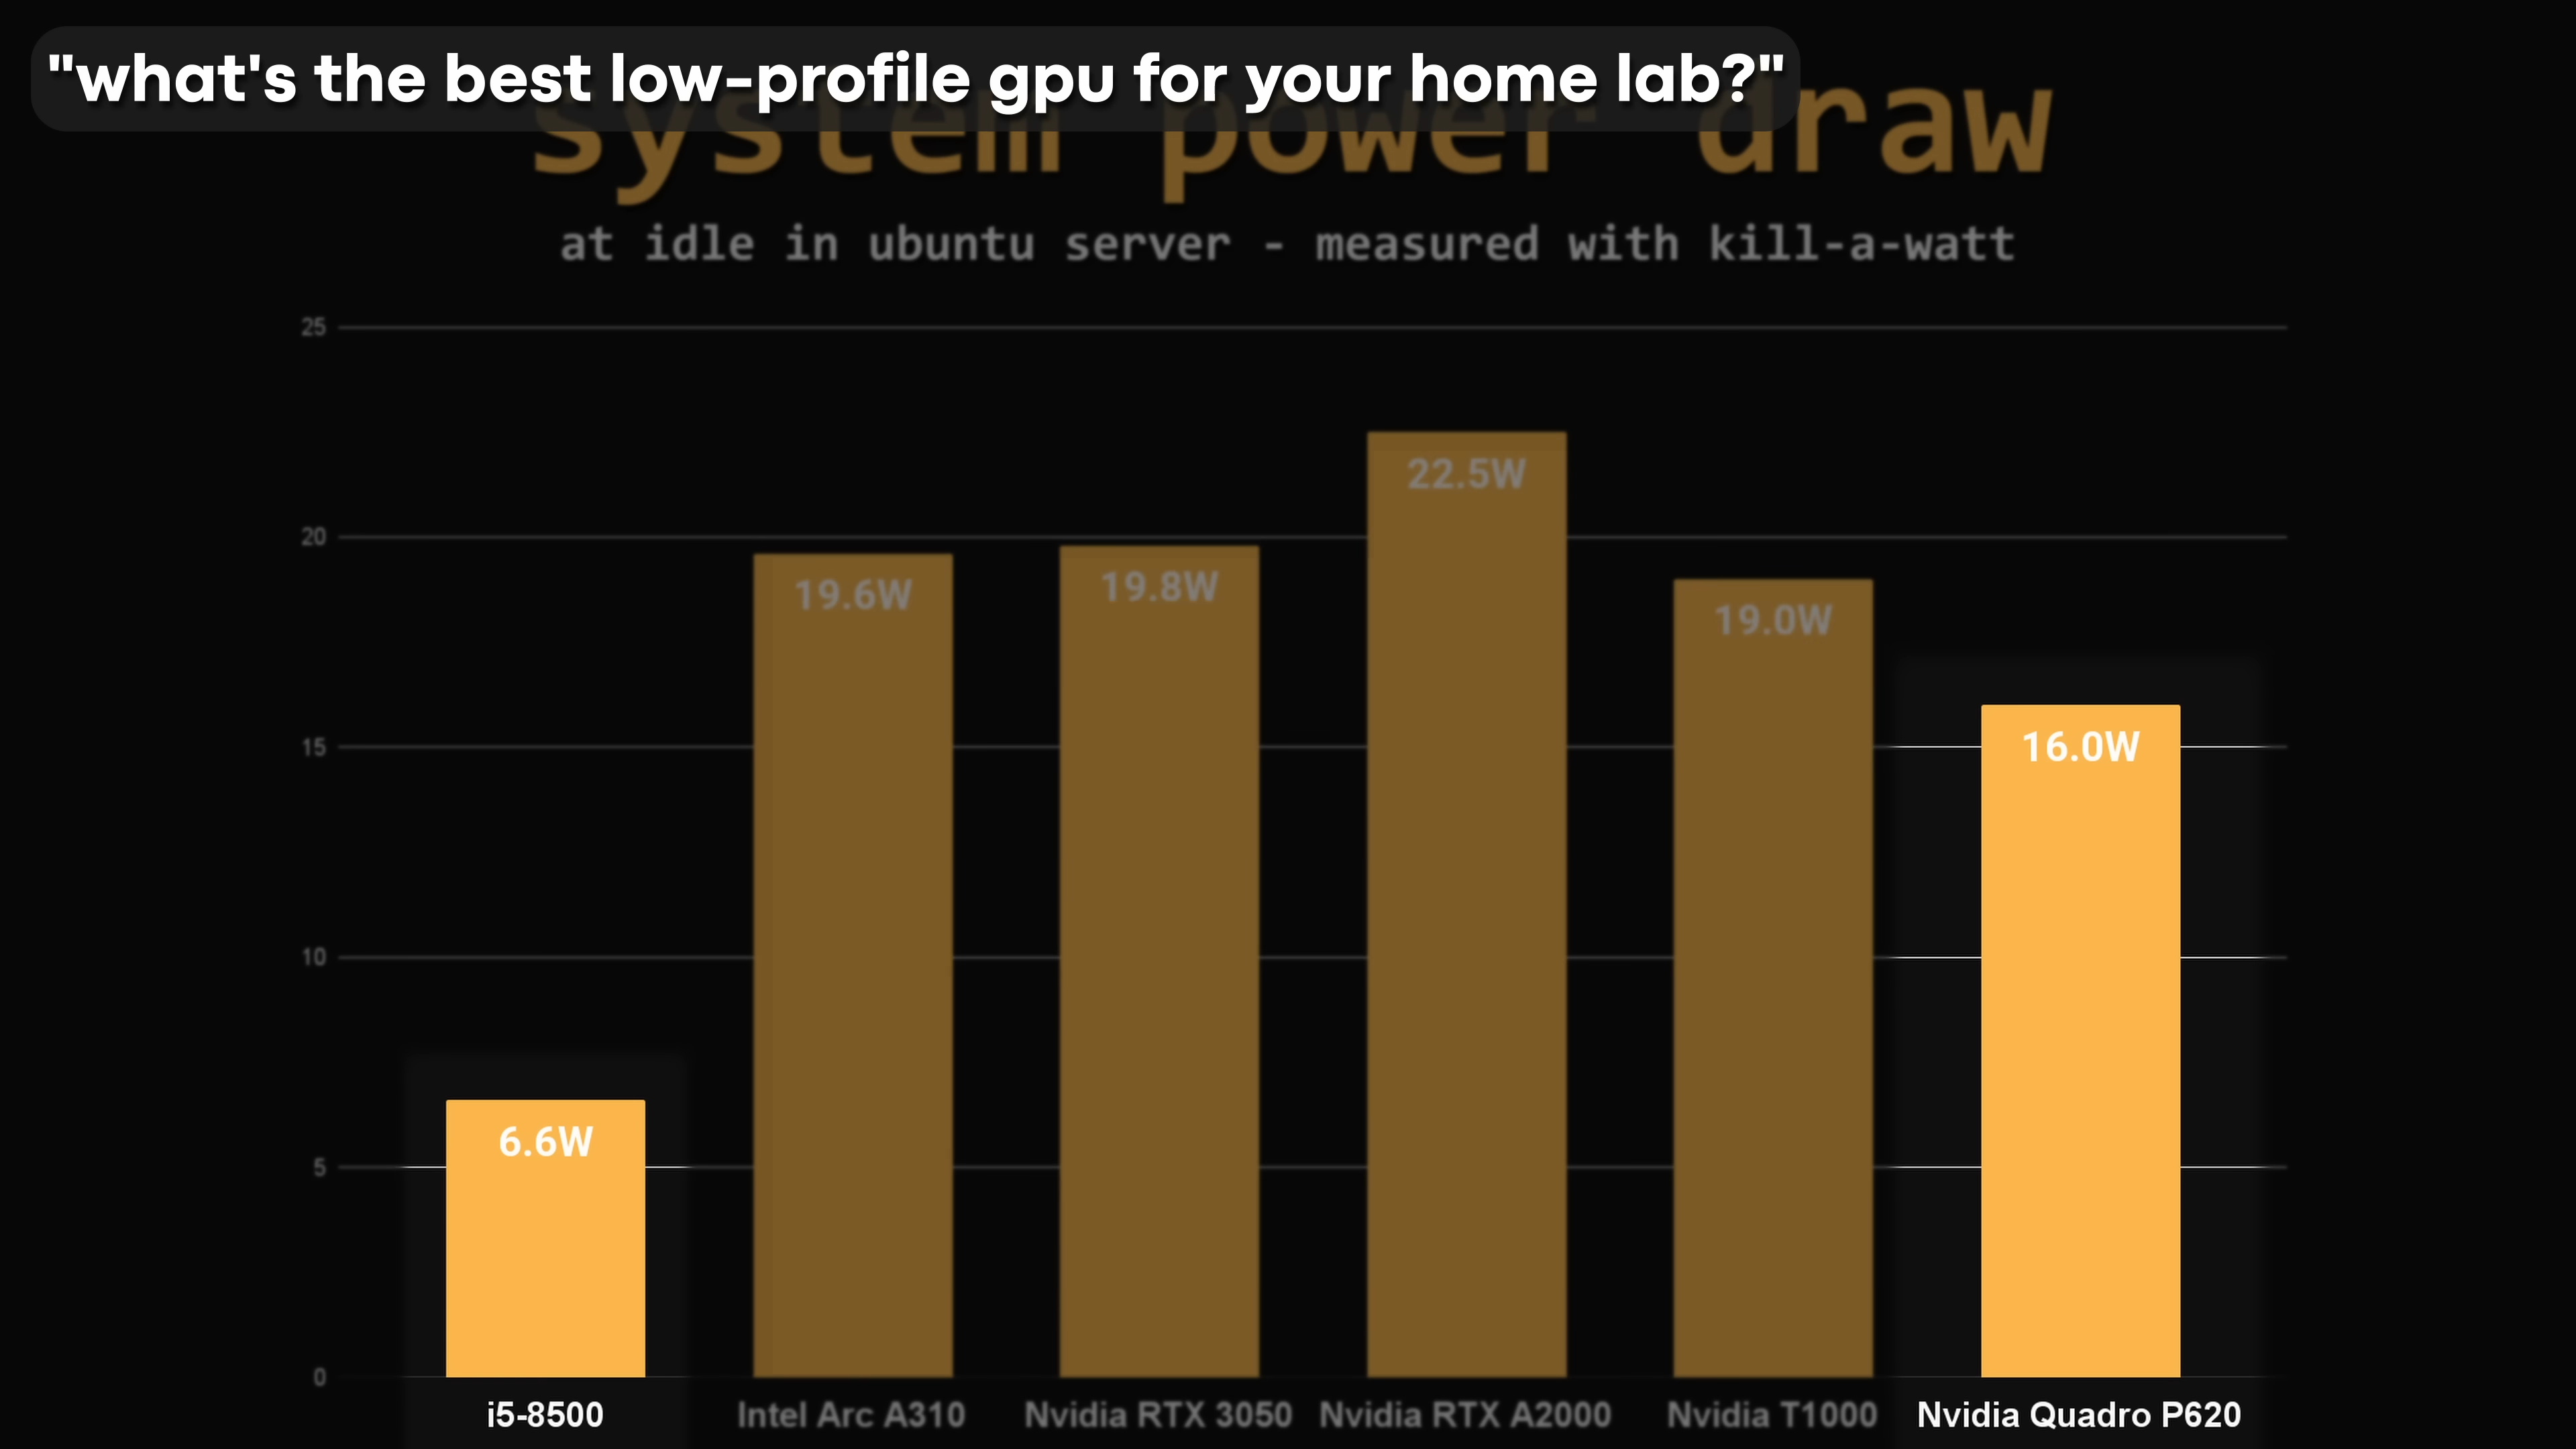 "what's the best low-profile gpu for your home lab?"
system power draw
at idle in ubuntu server - measured with kill-a-watt
25
20
15
10
5
0
6.6W
19.6W
19.8W
22.5W
19.0W
16.0W
i5-8500
Intel Arc A310
Nvidia RTX 3050
Nvidia RTX A2000
Nvidia T1000
Nvidia Quadro P620